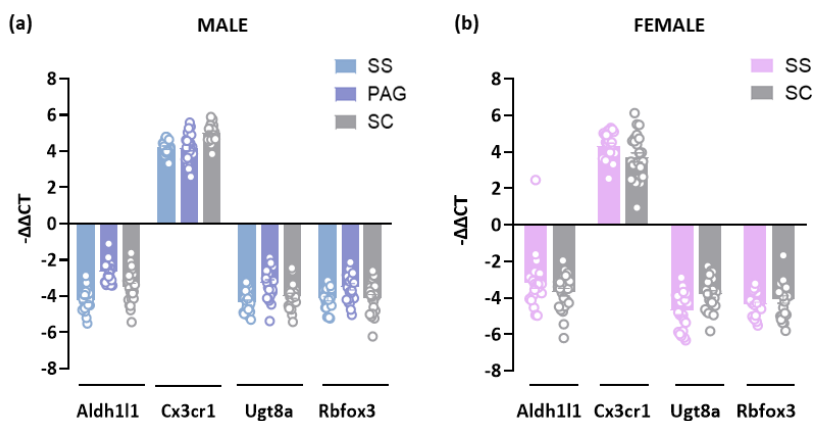 (a) MALE
SS
PAG
SC
8
6
4
2
0
-2
-4
-6
-8
-ΔΔCT
Aldh1l1 Cx3cr1 Ugt8a Rbfox3
(b) FEMALE
SS
SC
8
6
4
2
0
-2
-4
-6
-8
-ΔΔCT
Aldh1l1 Cx3cr1 Ugt8a Rbfox3